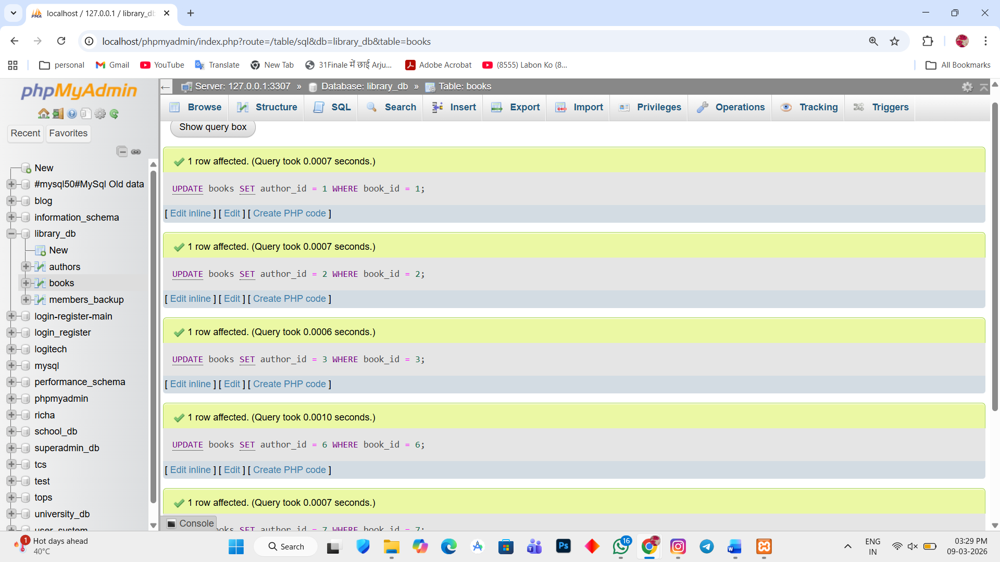 localhost / 127.0.0.1 / library_db
localhost/phpmyadmin/index.php?route=/table/sql&db=library_db&table=books
personal
Gmail
YouTube
Translate
New Tab
31Finale में छाई Arju...
Adobe Acrobat
(8555) Labon Ko (8...
All Bookmarks
phpMyAdmin
Recent
Favorites
New
#mysql50#MySql Old data
blog
information_schema
library_db
New
authors
books
members_backup
login-register-main
login_register
logitech
mysql
performance_schema
phpmyadmin
richa
school_db
superadmin_db
tcs
test
tops
university_db
user_system
Server: 127.0.0.1:3307 » Database: library_db » Table: books
Browse
Structure
SQL
Search
Insert
Export
Import
Privileges
Operations
Tracking
Triggers
Show query box
1 row affected. (Query took 0.0007 seconds.)
UPDATE books SET author_id = 1 WHERE book_id = 1;
[ Edit inline ] [ Edit ] [ Create PHP code ]
1 row affected. (Query took 0.0007 seconds.)
UPDATE books SET author_id = 2 WHERE book_id = 2;
[ Edit inline ] [ Edit ] [ Create PHP code ]
1 row affected. (Query took 0.0006 seconds.)
UPDATE books SET author_id = 3 WHERE book_id = 3;
[ Edit inline ] [ Edit ] [ Create PHP code ]
1 row affected. (Query took 0.0010 seconds.)
UPDATE books SET author_id = 6 WHERE book_id = 6;
[ Edit inline ] [ Edit ] [ Create PHP code ]
1 row affected. (Query took 0.0007 seconds.)
SET author_id = 7 WHERE book_id = 7;
Console
1
Hot days ahead
40°C
Search
Ps
16
ENG
IN
03:29 PM
09-03-2026